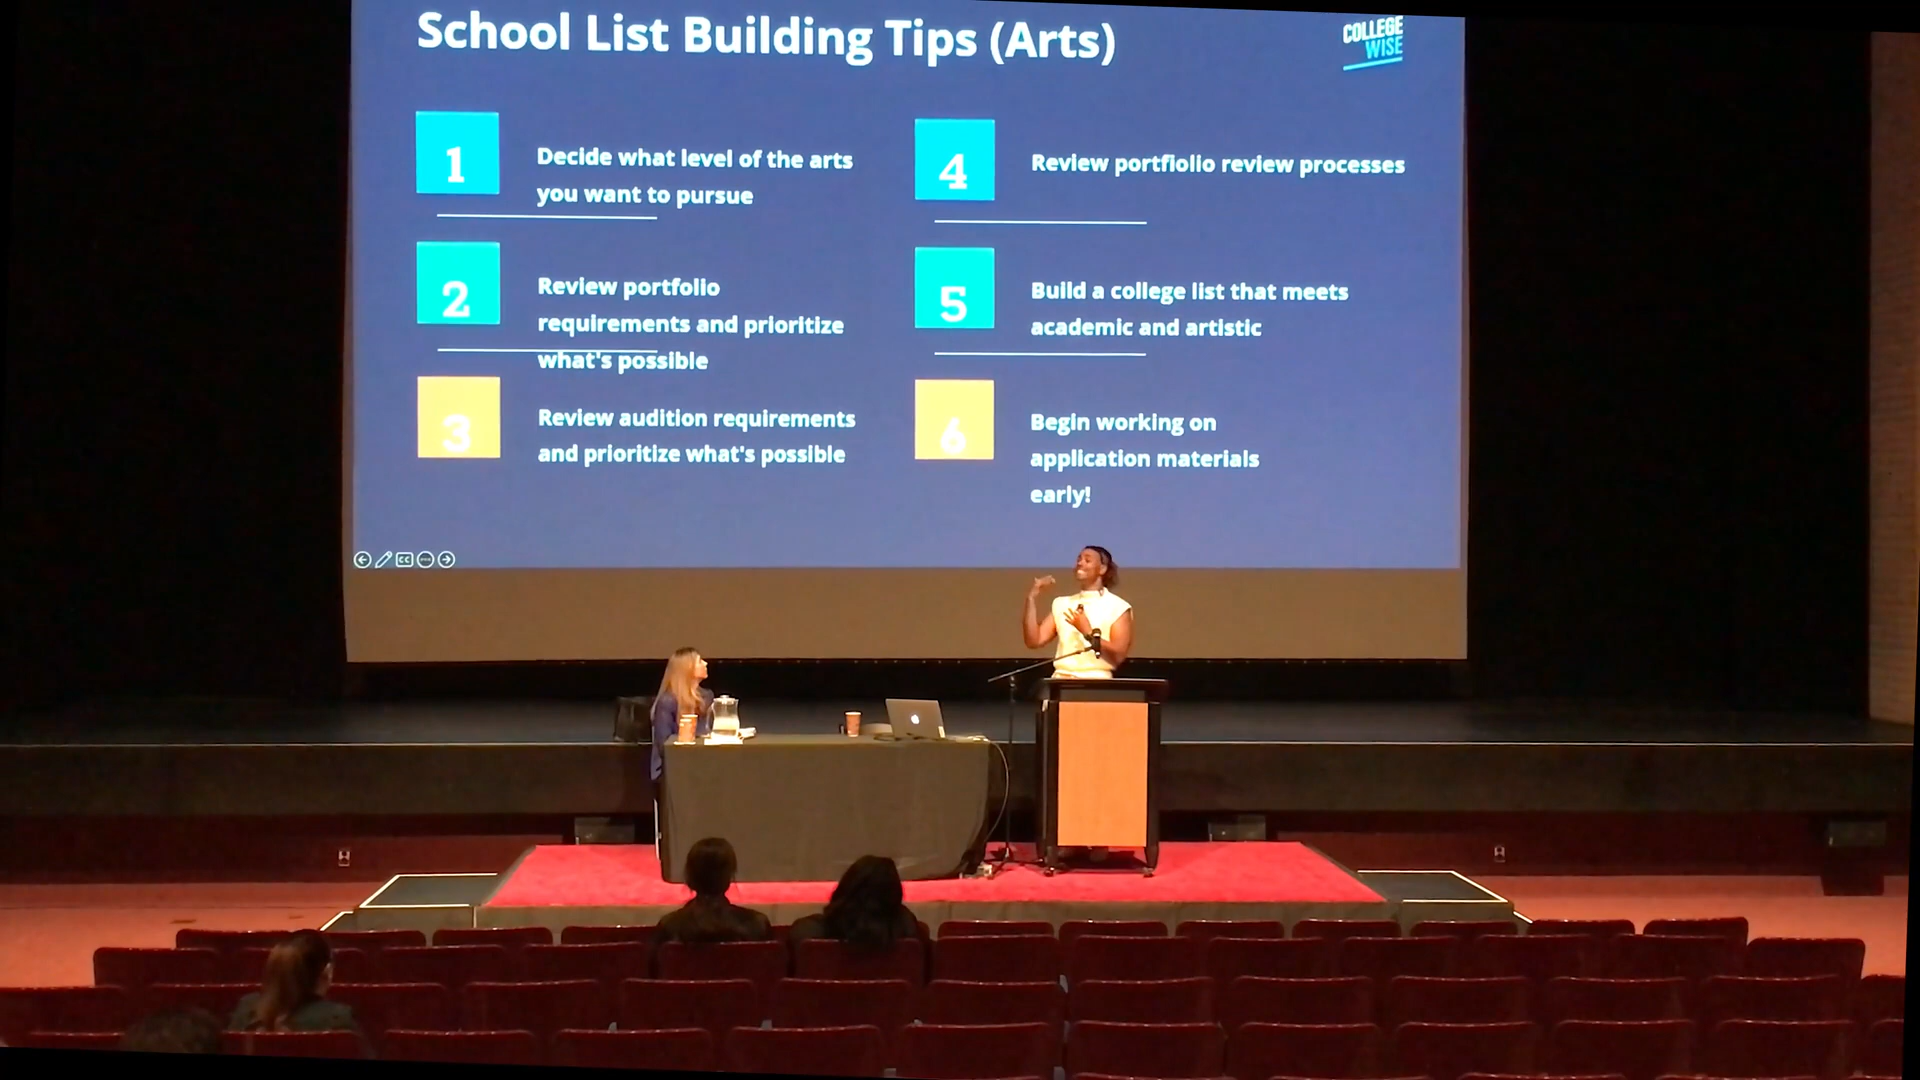 School List Building Tips (Arts)
COLLEGE
WISE
1
Decide what level of the arts
you want to pursue
2
Review portfolio
requirements and prioritize
what's possible
3
Review audition requirements
and prioritize what's possible
4
Review portfiolio review processes
5
Build a college list that meets
academic and artistic
6
Begin working on
application materials
early!
CC